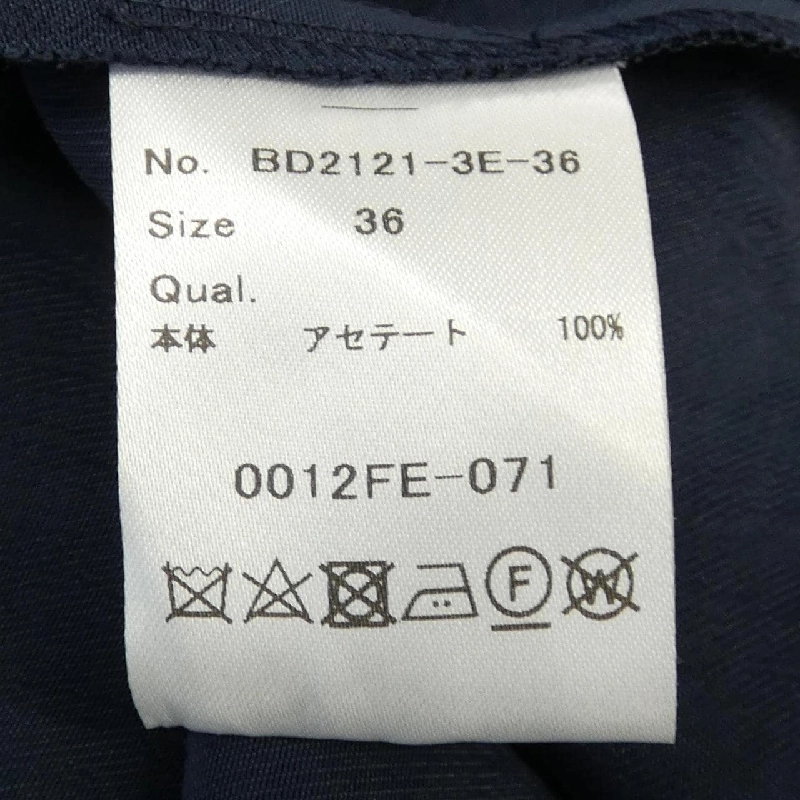 No. BD2121-3E-36
Size 36
Qual.
本体 アセテート 100%
0012FE-071
F W